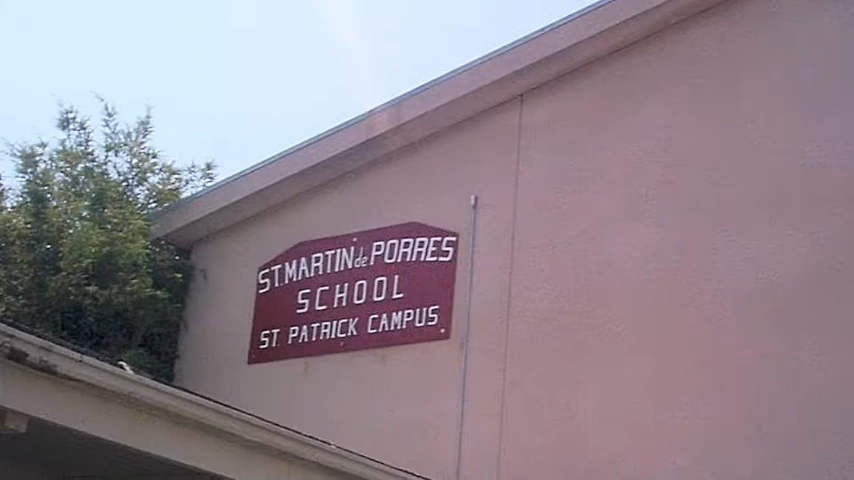 ST. MARTIN de PORRES
SCHOOL
ST. PATRICK CAMPUS